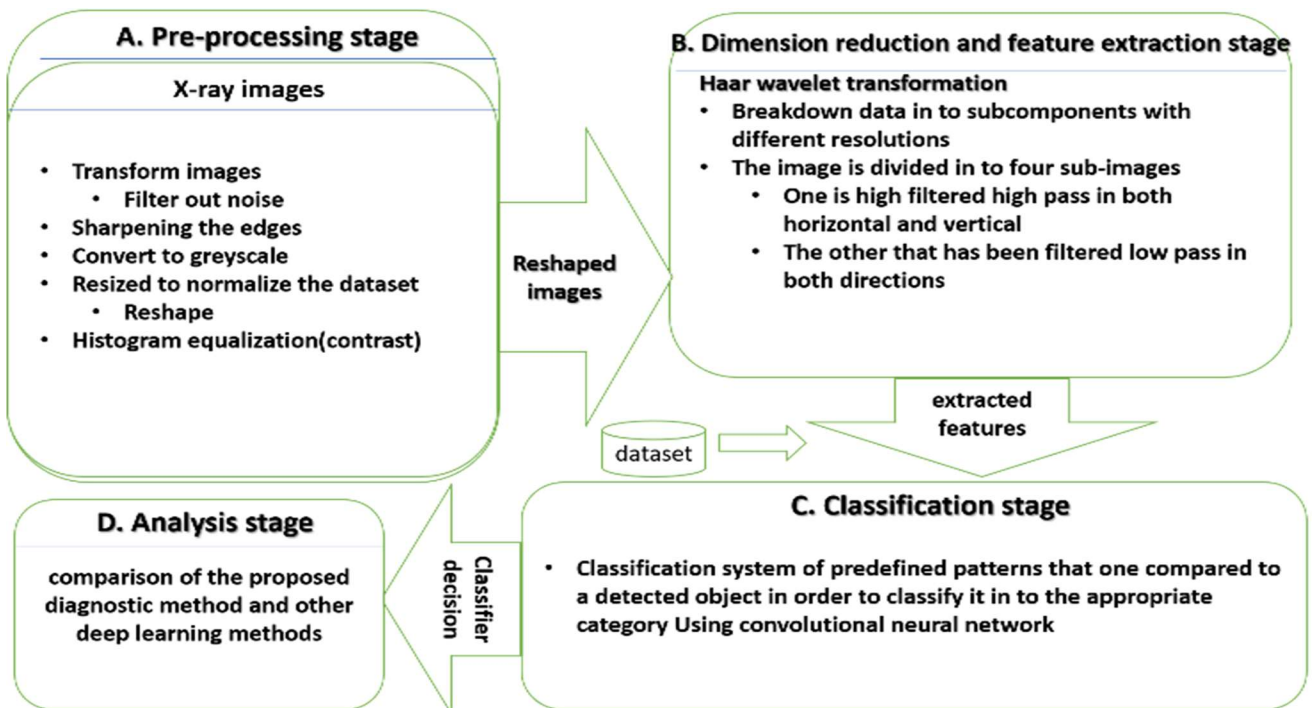 A. Pre-processing stage
X-ray images
• Transform images
• Filter out noise
• Sharpening the edges
• Convert to greyscale
• Resized to normalize the dataset
• Reshape
• Histogram equalization(contrast)
Reshaped
images
B. Dimension reduction and feature extraction stage
Haar wavelet transformation
• Breakdown data in to subcomponents with
different resolutions
• The image is divided in to four sub-images
• One is high filtered high pass in both
horizontal and vertical
• The other that has been filtered low pass in
both directions
extracted
features
dataset
C. Classification stage
• Classification system of predefined patterns that one compared to
a detected object in order to classify it in to the appropriate
category Using convolutional neural network
Classifier
decision
D. Analysis stage
comparison of the proposed
diagnostic method and other
deep learning methods